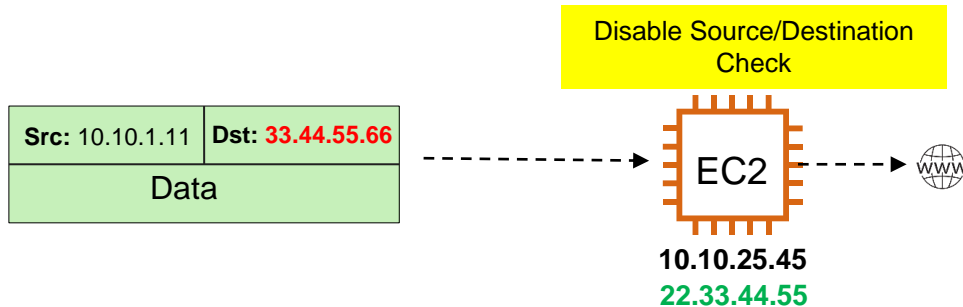 Disable Source/Destination
Check
Src: 10.10.1.11 Dst: 33.44.55.66
Data
EC2
www
10.10.25.45
22.33.44.55